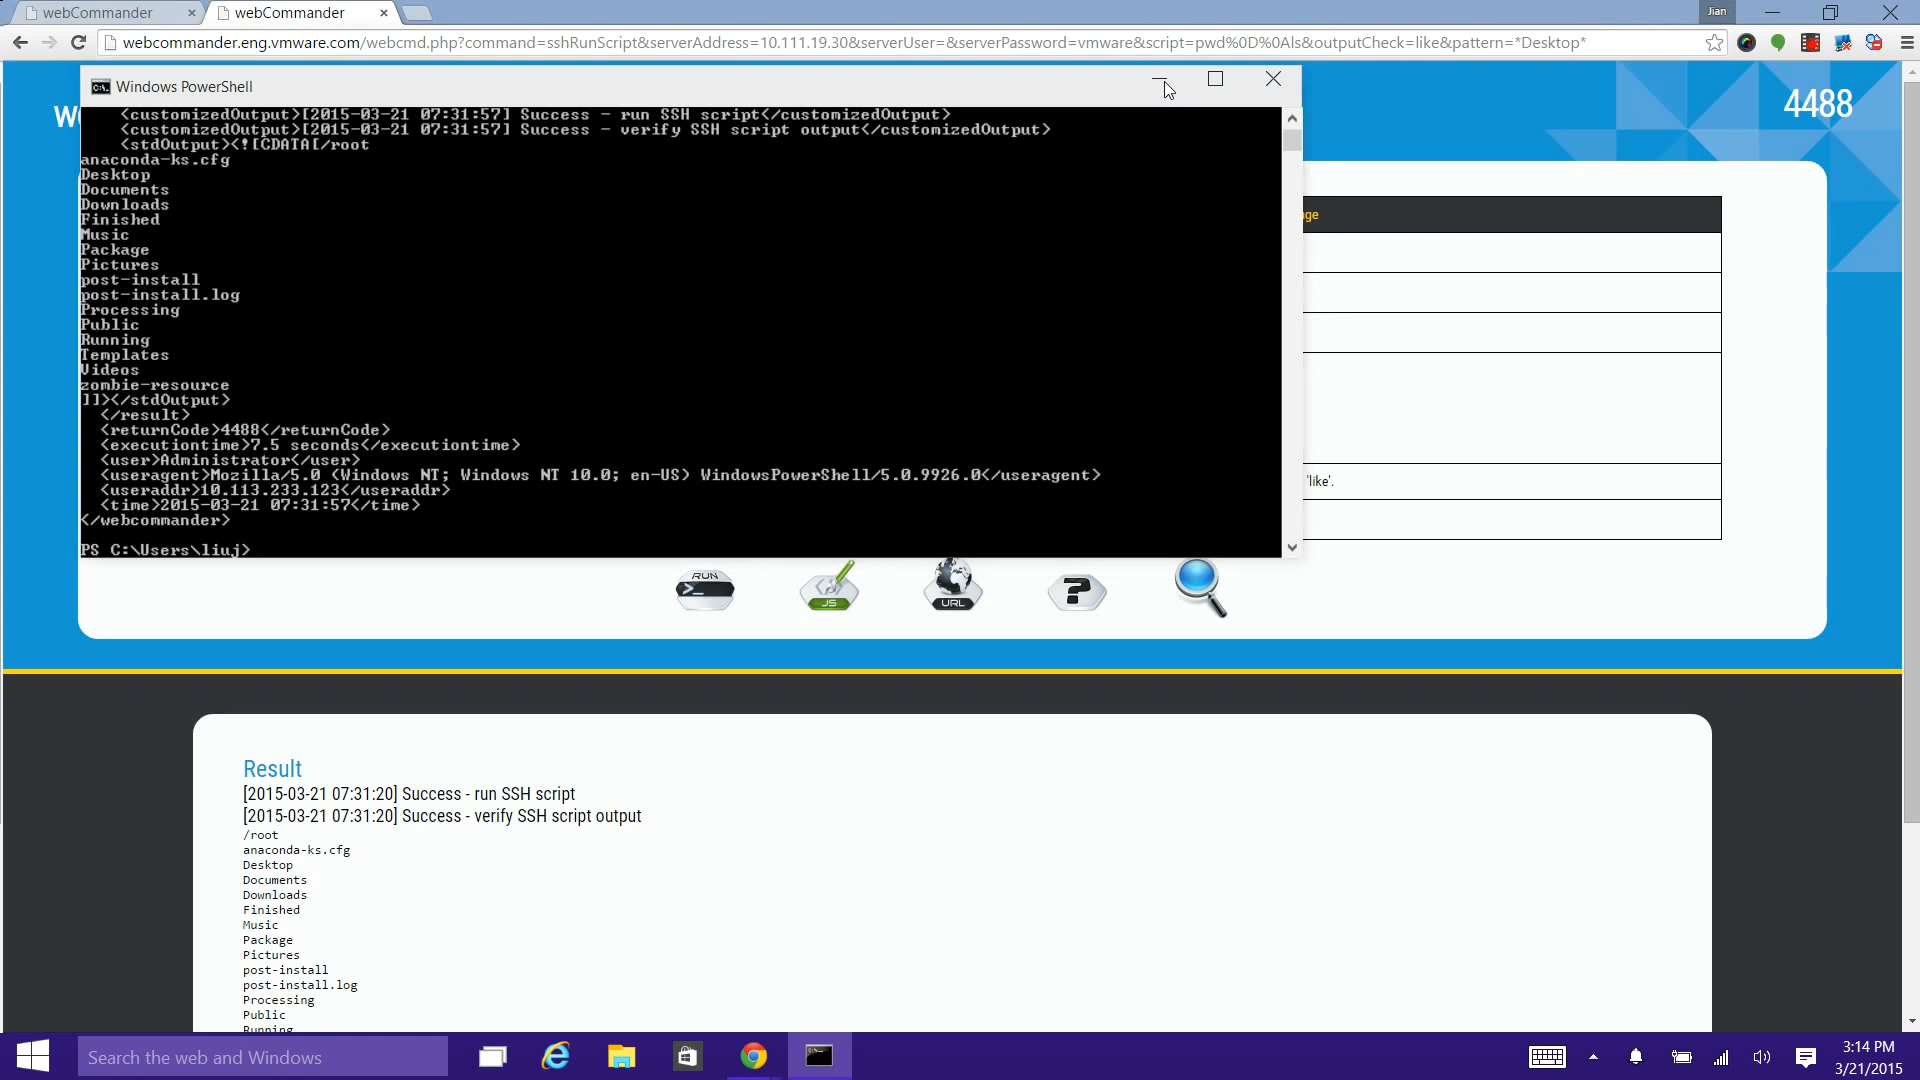 webCommander
webCommander
Jian
webcommander.eng.vmware.com/webcmd.php?command=sshRunScript&serverAddress=10.111.19.30&serverUser=&serverPassword=vmware&script=pwd%0D%0Als&outputCheck=like&pattern=*Desktop*
4488
Windows PowerShell
<customizedOutput>[2015-03-21 07:31:57] Success - run SSH script</customizedOutput>
<customizedOutput>[2015-03-21 07:31:57] Success - verify SSH script output</customizedOutput>
<stdOutput><![CDATA[/root
anaconda-ks.cfg
Desktop
Documents
Downloads
Finished
Music
Package
Pictures
post-install
post-install.log
Processing
Public
Running
Templates
Videos
zombie-resource
]]></stdOutput>
</result>
<returnCode>4488</returnCode>
<executiontime>7.5 seconds</executiontime>
<user>Administrator</user>
<useragent>Mozilla/5.0 (Windows NT; Windows NT 10.0; en-US) WindowsPowerShell/5.0.9926.0</useragent>
<useraddr>10.113.233.123</useraddr>
<time>2015-03-21 07:31:57</time>
</webcommander>
PS C:\Users\liuj>
'like'.
RUN
JS
URL
Result
[2015-03-21 07:31:20] Success - run SSH script
[2015-03-21 07:31:20] Success - verify SSH script output
/root
anaconda-ks.cfg
Desktop
Documents
Downloads
Finished
Music
Package
Pictures
post-install
post-install.log
Processing
Public
Running
Search the web and Windows
3:14 PM
3/21/2015